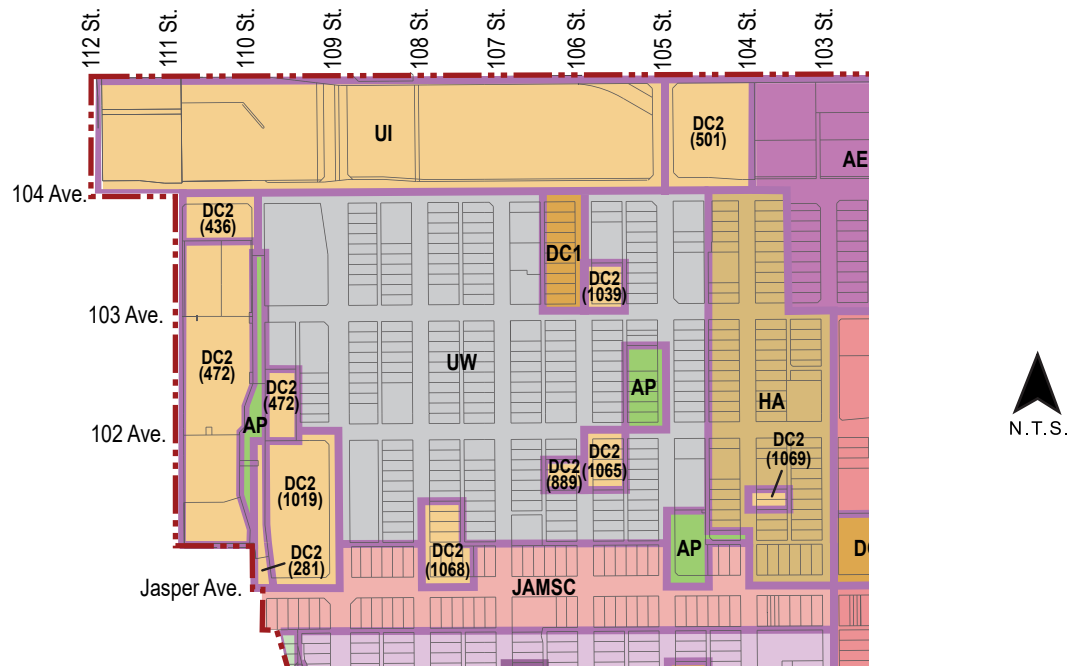 112 St.
111 St.
110 St.
109 St.
108 St.
107 St.
106 St.
105 St.
104 St.
103 St.
UI
DC2
(501)
AE
104 Ave.
DC2
(436)
DC1
DC2
(1039)
103 Ave.
DC2
(472)
UW
DC2
(472)
AP
HA
AP
N.T.S.
102 Ave.
DC2
(1069)
DC2
(889)
DC2
(1065)
DC2
(1019)
DC2
(281)
DC2
(1068)
AP
Jasper Ave.
JAMSC